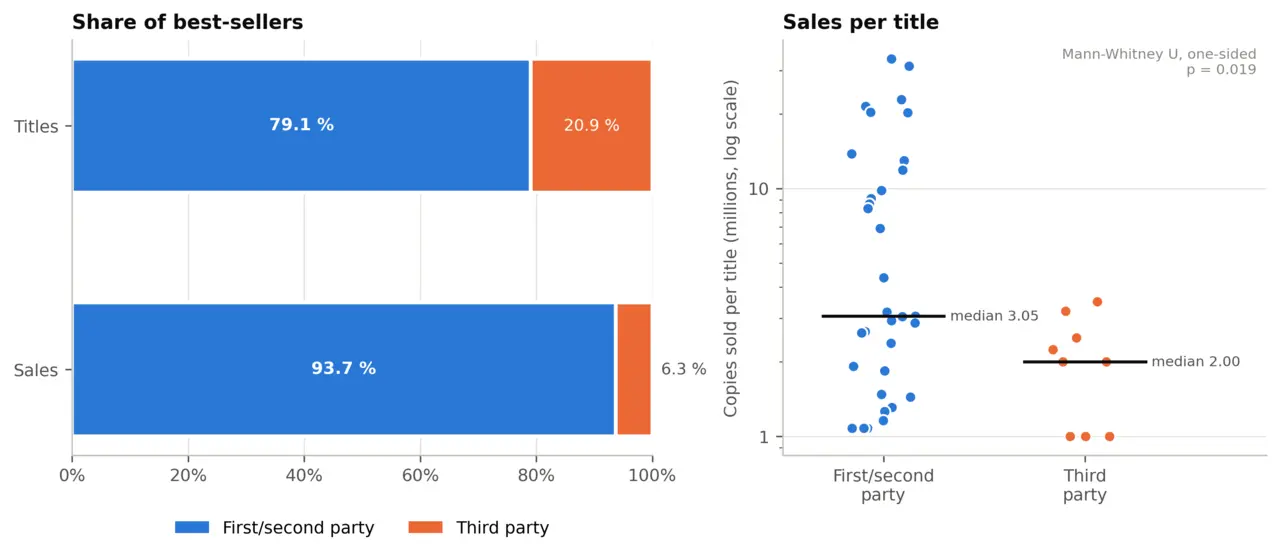 Share of best-sellers
Titles
79.1 %
20.9 %
Sales
93.7 %
6.3 %
0%
20%
40%
60%
80%
100%
First/second party
Third party
Sales per title
Mann-Whitney U, one-sided
p = 0.019
Copies sold per title (millions, log scale)
10
1
median 3.05
median 2.00
First/second
party
Third
party